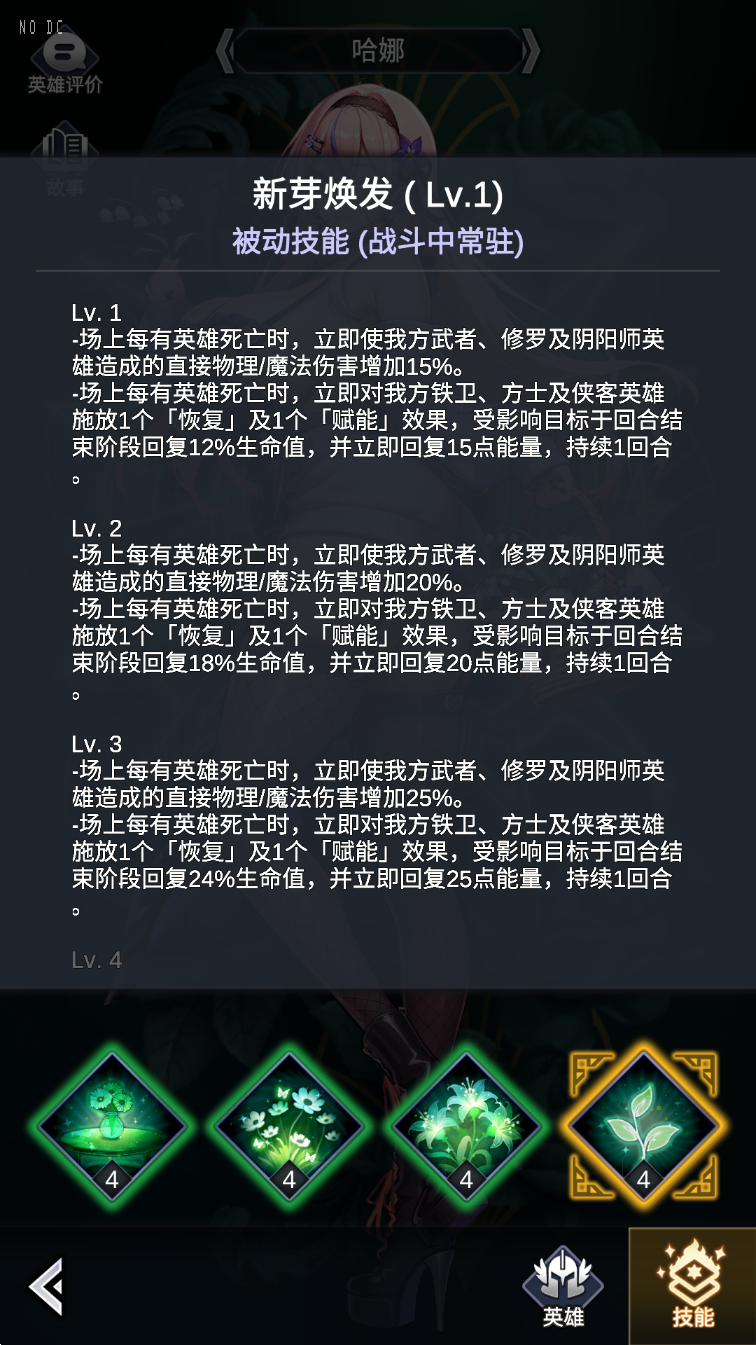 NO DC
哈娜
英雄评价
故事
新芽焕发 ( Lv.1)
被动技能 (战斗中常驻)
Lv. 1
-场上每有英雄死亡时，立即使我方武者、修罗及阴阳师英
雄造成的直接物理/魔法伤害增加15%。
-场上每有英雄死亡时，立即对我方铁卫、方士及侠客英雄
施放1个「恢复」及1个「赋能」效果，受影响目标于回合结
束阶段回复12%生命值，并立即回复15点能量，持续1回合
。
Lv. 2
-场上每有英雄死亡时，立即使我方武者、修罗及阴阳师英
雄造成的直接物理/魔法伤害增加20%。
-场上每有英雄死亡时，立即对我方铁卫、方士及侠客英雄
施放1个「恢复」及1个「赋能」效果，受影响目标于回合结
束阶段回复18%生命值，并立即回复20点能量，持续1回合
。
Lv. 3
-场上每有英雄死亡时，立即使我方武者、修罗及阴阳师英
雄造成的直接物理/魔法伤害增加25%。
-场上每有英雄死亡时，立即对我方铁卫、方士及侠客英雄
施放1个「恢复」及1个「赋能」效果，受影响目标于回合结
束阶段回复24%生命值，并立即回复25点能量，持续1回合
。
Lv. 4
4 4 4 4
英雄 技能